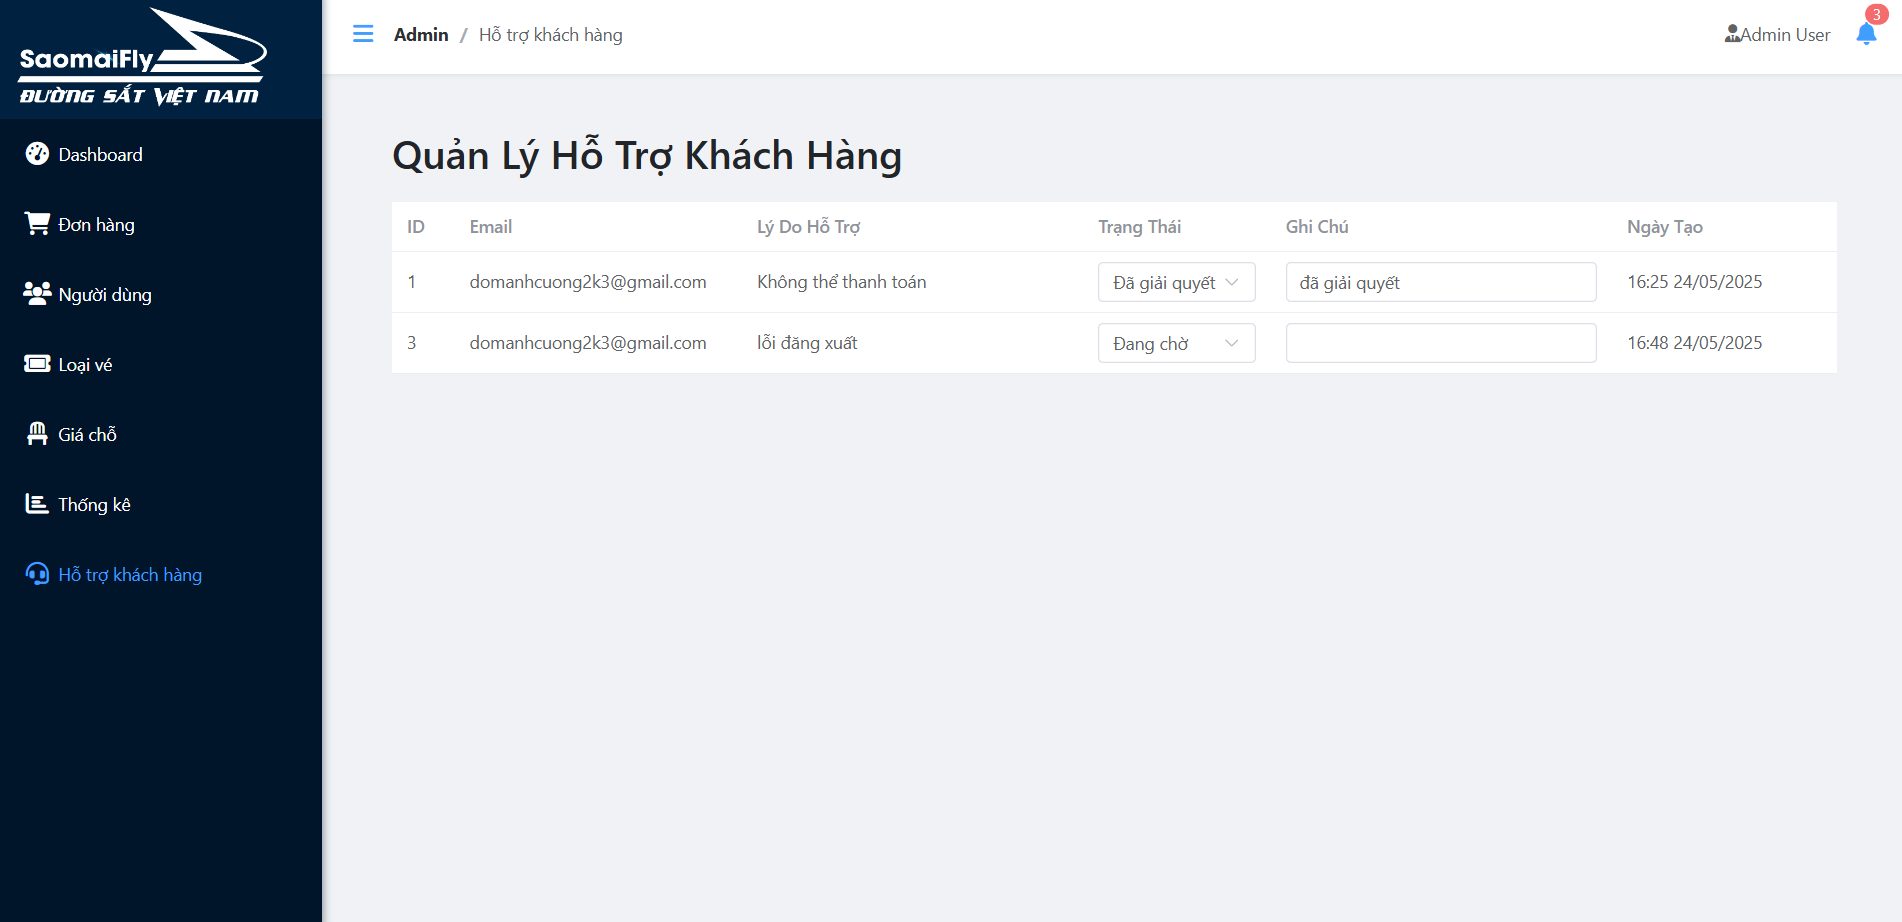 SaomaiFly
ĐƯỜNG SẮT VIỆT NAM
Admin / Hỗ trợ khách hàng
Admin User
3
Dashboard
Đơn hàng
Người dùng
Loại vé
Giá chỗ
Thống kê
Hỗ trợ khách hàng
Quản Lý Hỗ Trợ Khách Hàng
ID Email Lý Do Hỗ Trợ Trạng Thái Ghi Chú Ngày Tạo
1 domanhcuong2k3@gmail.com Không thể thanh toán Đã giải quyết đã giải quyết 16:25 24/05/2025
3 domanhcuong2k3@gmail.com lỗi đăng xuất Đang chờ 16:48 24/05/2025